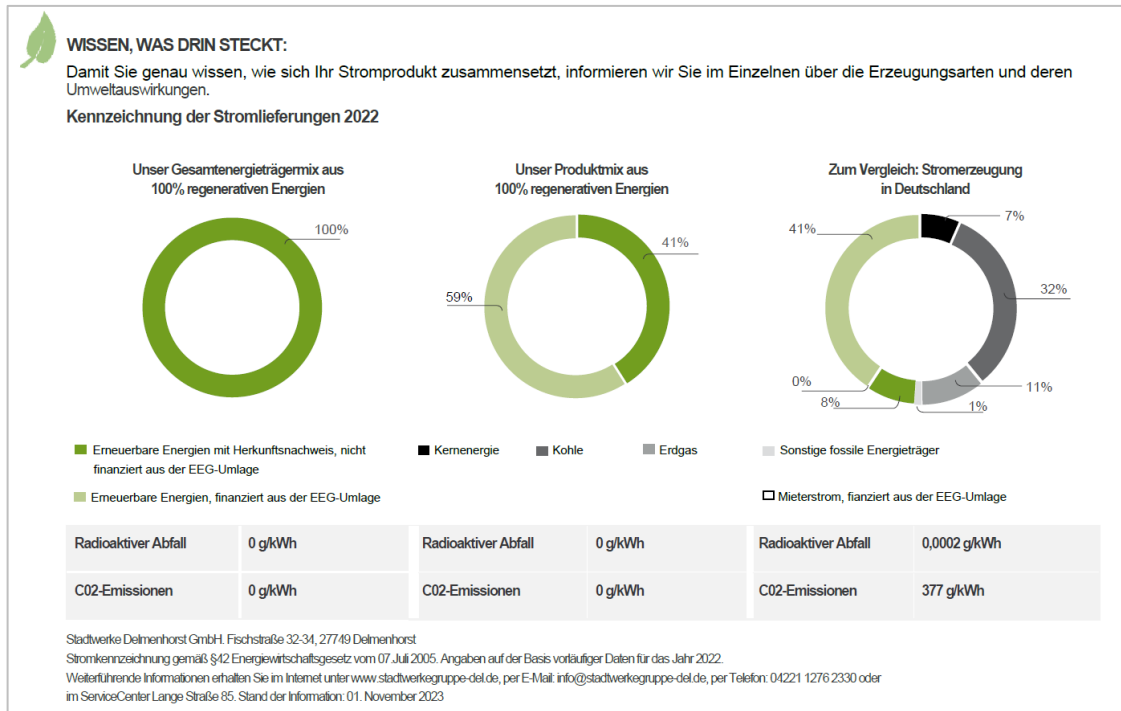 WISSEN, WAS DRIN STECKT:
Damit Sie genau wissen, wie sich Ihr Stromprodukt zusammensetzt, informieren wir Sie im Einzelnen über die Erzeugungsarten und deren
Umweltauswirkungen.
Kennzeichnung der Stromlieferungen 2022
Unser Gesamtenergieträgermix aus
100% regenerativen Energien
100%
Unser Produktmix aus
100% regenerativen Energien
41%
59%
Zum Vergleich: Stromerzeugung
in Deutschland
7%
41%
32%
0%
11%
8%
1%
Erneuerbare Energien mit Herkunftsnachweis, nicht
finanziert aus der EEG-Umlage
Kernenergie
Kohle
Erdgas
Sonstige fossile Energieträger
Erneuerbare Energien, finanziert aus der EEG-Umlage
Mieterstrom, fianziert aus der EEG-Umlage
Radioaktiver Abfall 0 g/kWh Radioaktiver Abfall 0 g/kWh Radioaktiver Abfall 0,0002 g/kWh
C02-Emissionen 0 g/kWh C02-Emissionen 0 g/kWh C02-Emissionen 377 g/kWh
Stadtwerke Delmenhorst GmbH. Fischstraße 32-34, 27749 Delmenhorst
Stromkennzeichnung gemäß §42 Energiewirtschaftsgesetz vom 07.Juli 2005. Angaben auf der Basis vorläufiger Daten für das Jahr 2022.
Weiterführende Informationen erhalten Sie im Internet unter www.stadtwerkegruppe-del.de, per E-Mail: info@stadtwerkegruppe-del.de, per Telefon: 04221 1276 2330 oder
im ServiceCenter Lange Straße 85. Stand der Information: 01. November 2023